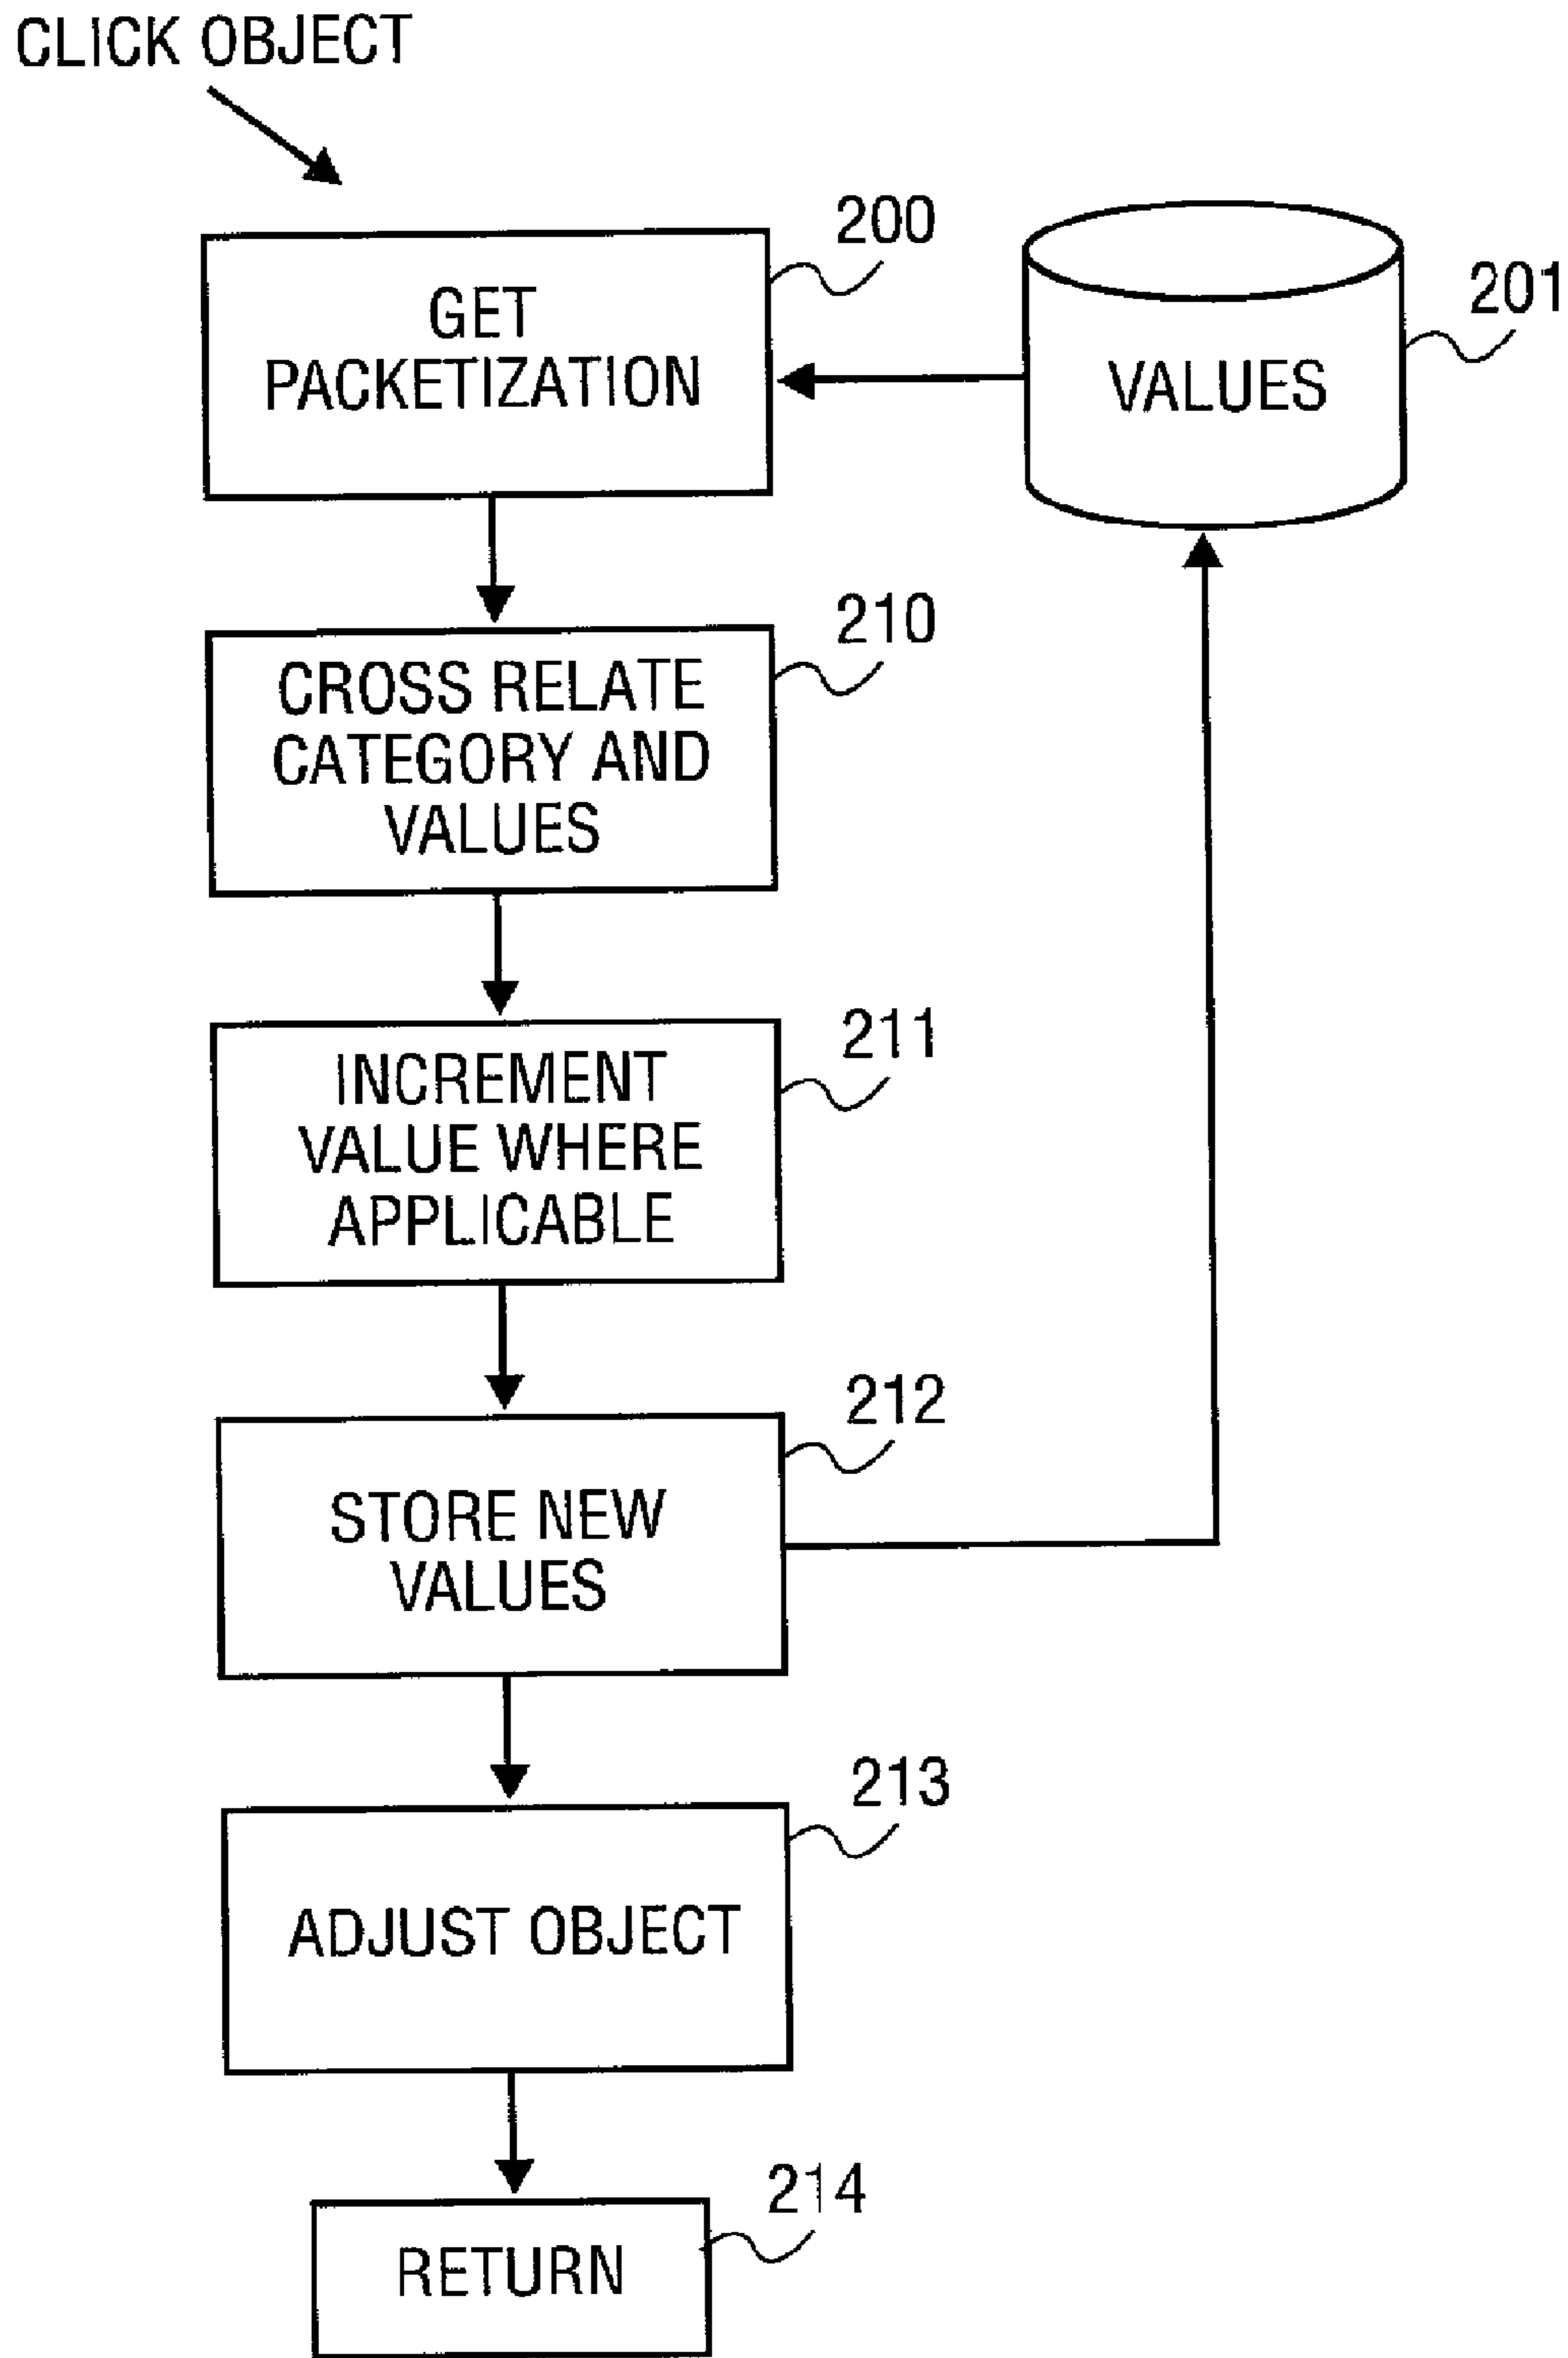 CLICK OBJECT
200
GET
PACKETIZATION
201
VALUES
210
CROSS RELATE
CATEGORY AND
VALUES
211
INCREMENT
VALUE WHERE
APPLICABLE
212
STORE NEW
VALUES
213
ADJUST OBJECT
214
RETURN